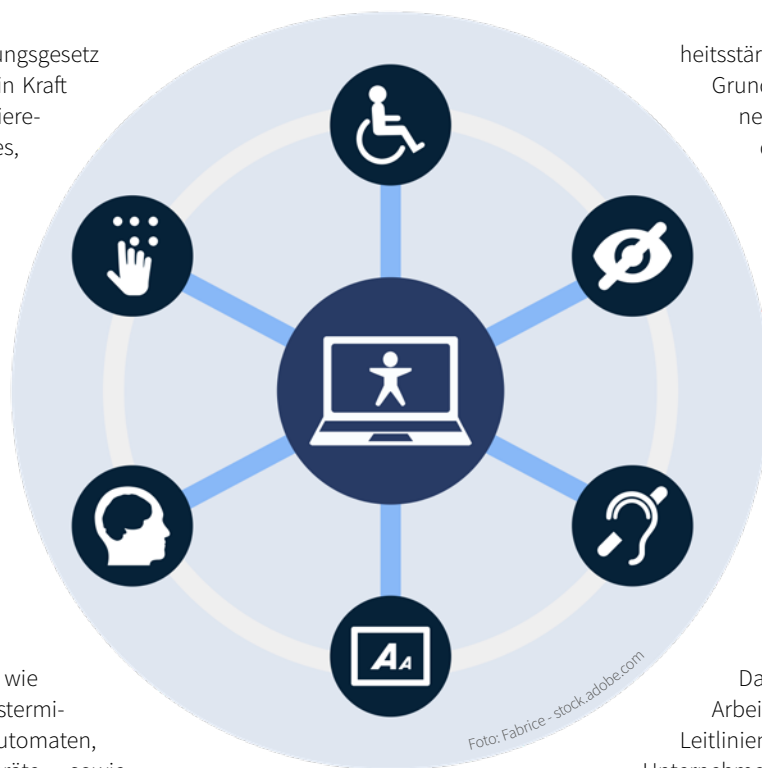 ungsgesetz
in Kraft
iere-
es,
wie
stermi-
utomaten,
heitsstär
Grund
ne
AA
Foto: Fabrice - stock.adobe.com
Da
Arbei
Leitlinien